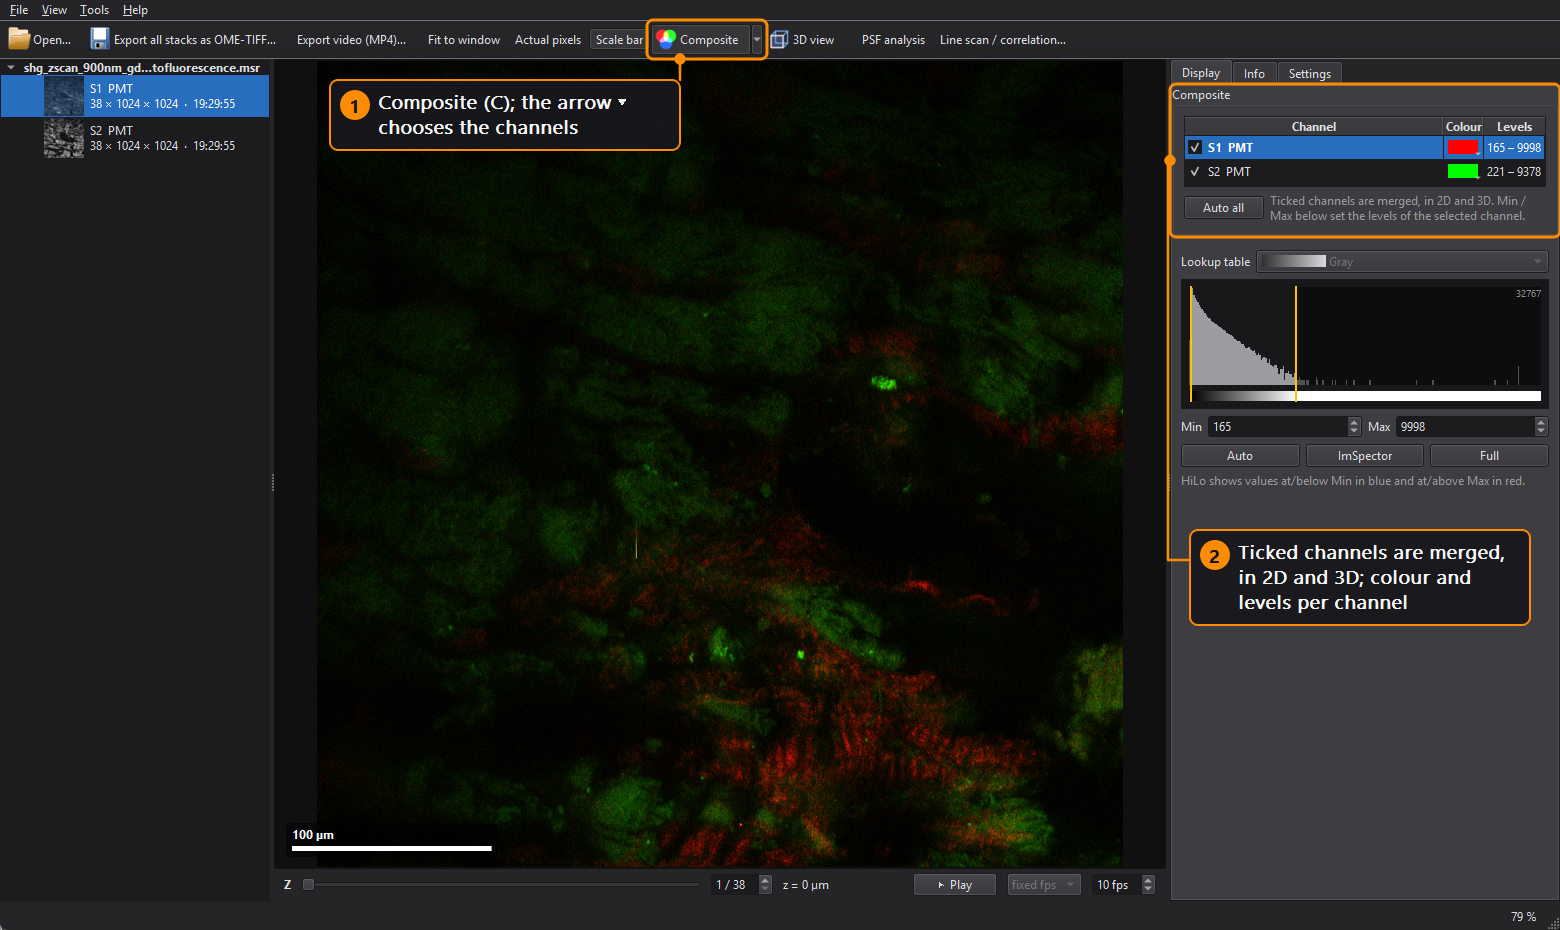 File View Tools Help
Open... Export all stacks as OME-TIFF... Export video (MP4)... Fit to window Actual pixels Scale bar Composite 3D view PSF analysis Line scan / correlation...
shg_zscan_900nm_gd...tofluorescence.msr
S1 PMT
38 × 1024 × 1024 · 19:29:55
S2 PMT
38 × 1024 × 1024 · 19:29:55
1 Composite (C); the arrow ▾
chooses the channels
100 µm
Z 1 / 38 z = 0 µm Play fixed fps 10 fps
Display Info Settings
Composite
Channel Colour Levels
S1 PMT 165 – 9998
S2 PMT 221 – 9378
Auto all
Ticked channels are merged, in 2D and 3D. Min /
Max below set the levels of the selected channel.
Lookup table Gray
32767
Min 165 Max 9998
Auto ImSpector Full
HiLo shows values at/below Min in blue and at/above Max in red.
2 Ticked channels are merged,
in 2D and 3D; colour and
levels per channel
79 %